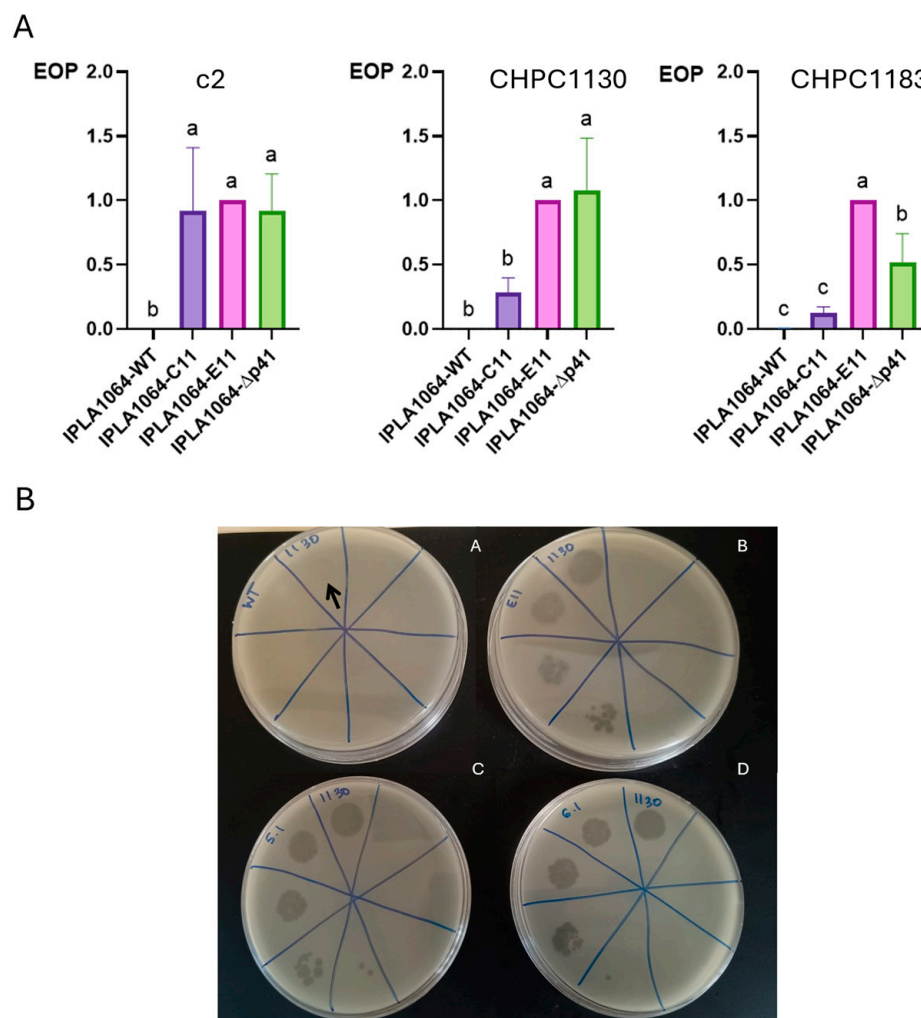 A
EOP 2.0 1.5 1.0 0.5 0.0
c2
b a a a
IPLA1064-WT
IPLA1064-C11
IPLA1064-E11
IPLA1064-Δp41
EOP 2.0 1.5 1.0 0.5 0.0
CHPC1130
b b a a
IPLA1064-WT
IPLA1064-C11
IPLA1064-E11
IPLA1064-Δp41
EOP 2.0 1.5 1.0 0.5 0.0
CHPC1183
c c a b
IPLA1064-WT
IPLA1064-C11
IPLA1064-E11
IPLA1064-Δp41
B
A
1130
WT
B
1130
E11
C
1130
5.1
D
1130
6.1